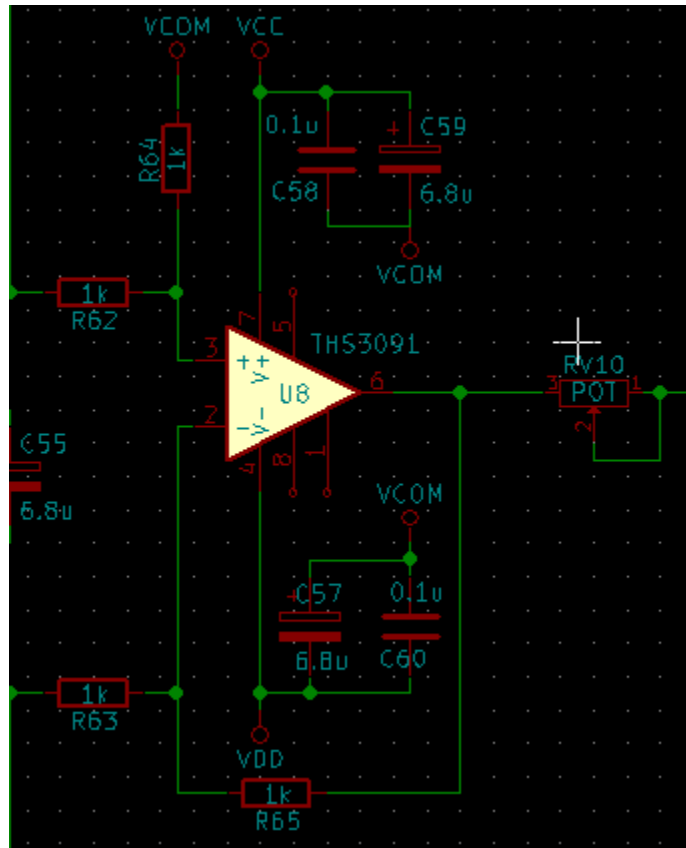 VCOM VCC
R64
1k
0.1u
C58
+
C59
6.8u
VCOM
1k
R62
7
5
THS3091
3
+
V+
U8
6
2
-
V-
4
8
1
RV10
3
POT
1
2
C55
6.8u
VCOM
+
C57
6.8u
0.1u
C60
1k
R63
VDD
1k
R65